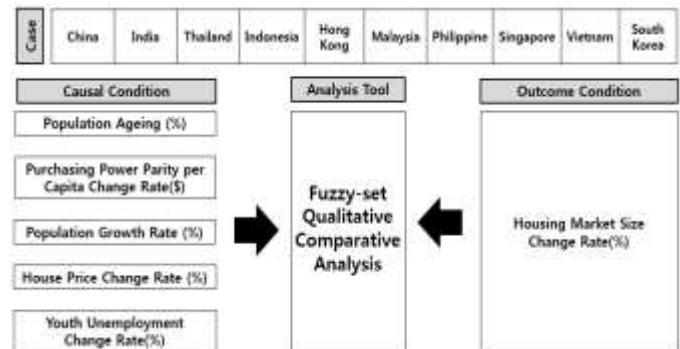 Case
China
India
Thailand
Indonesia
Hong
Kong
Malaysia
Philippine
Singapore
Vietnam
South
Korea
Causal Condition
Analysis Tool
Outcome Condition
Population Ageing (%)
Purchasing Power Parity per
Capita Change Rate($)
Population Growth Rate (%)
House Price Change Rate (%)
Youth Unemployment
Change Rate(%)
Fuzzy-set
Qualitative
Comparative
Analysis
Housing Market Size
Change Rate(%)